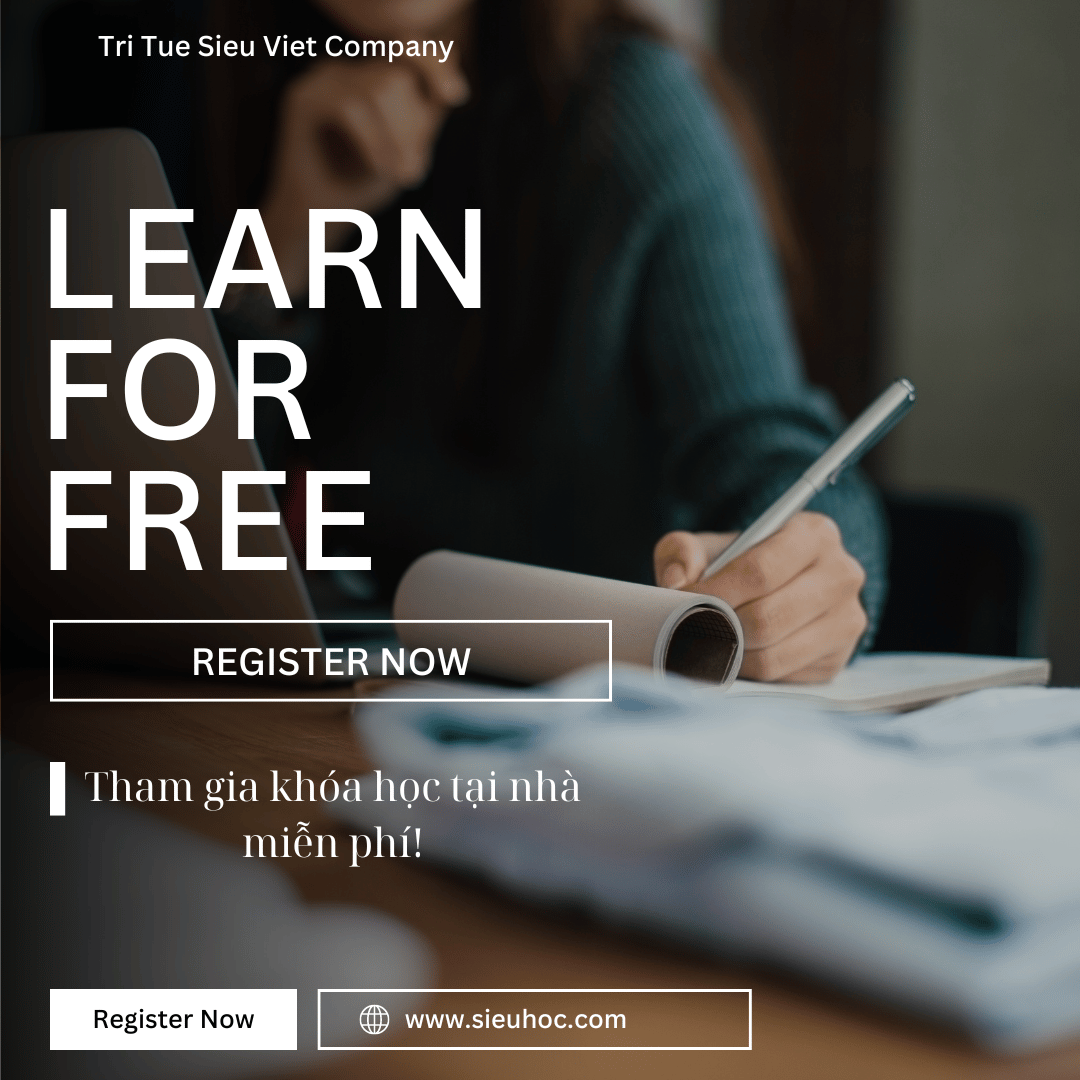 Tri Tue Sieu Viet Company
LEARN
FOR
FREE
REGISTER NOW
Tham gia khóa học tại nhà
miễn phí!
Register Now
www.sieuhoc.com